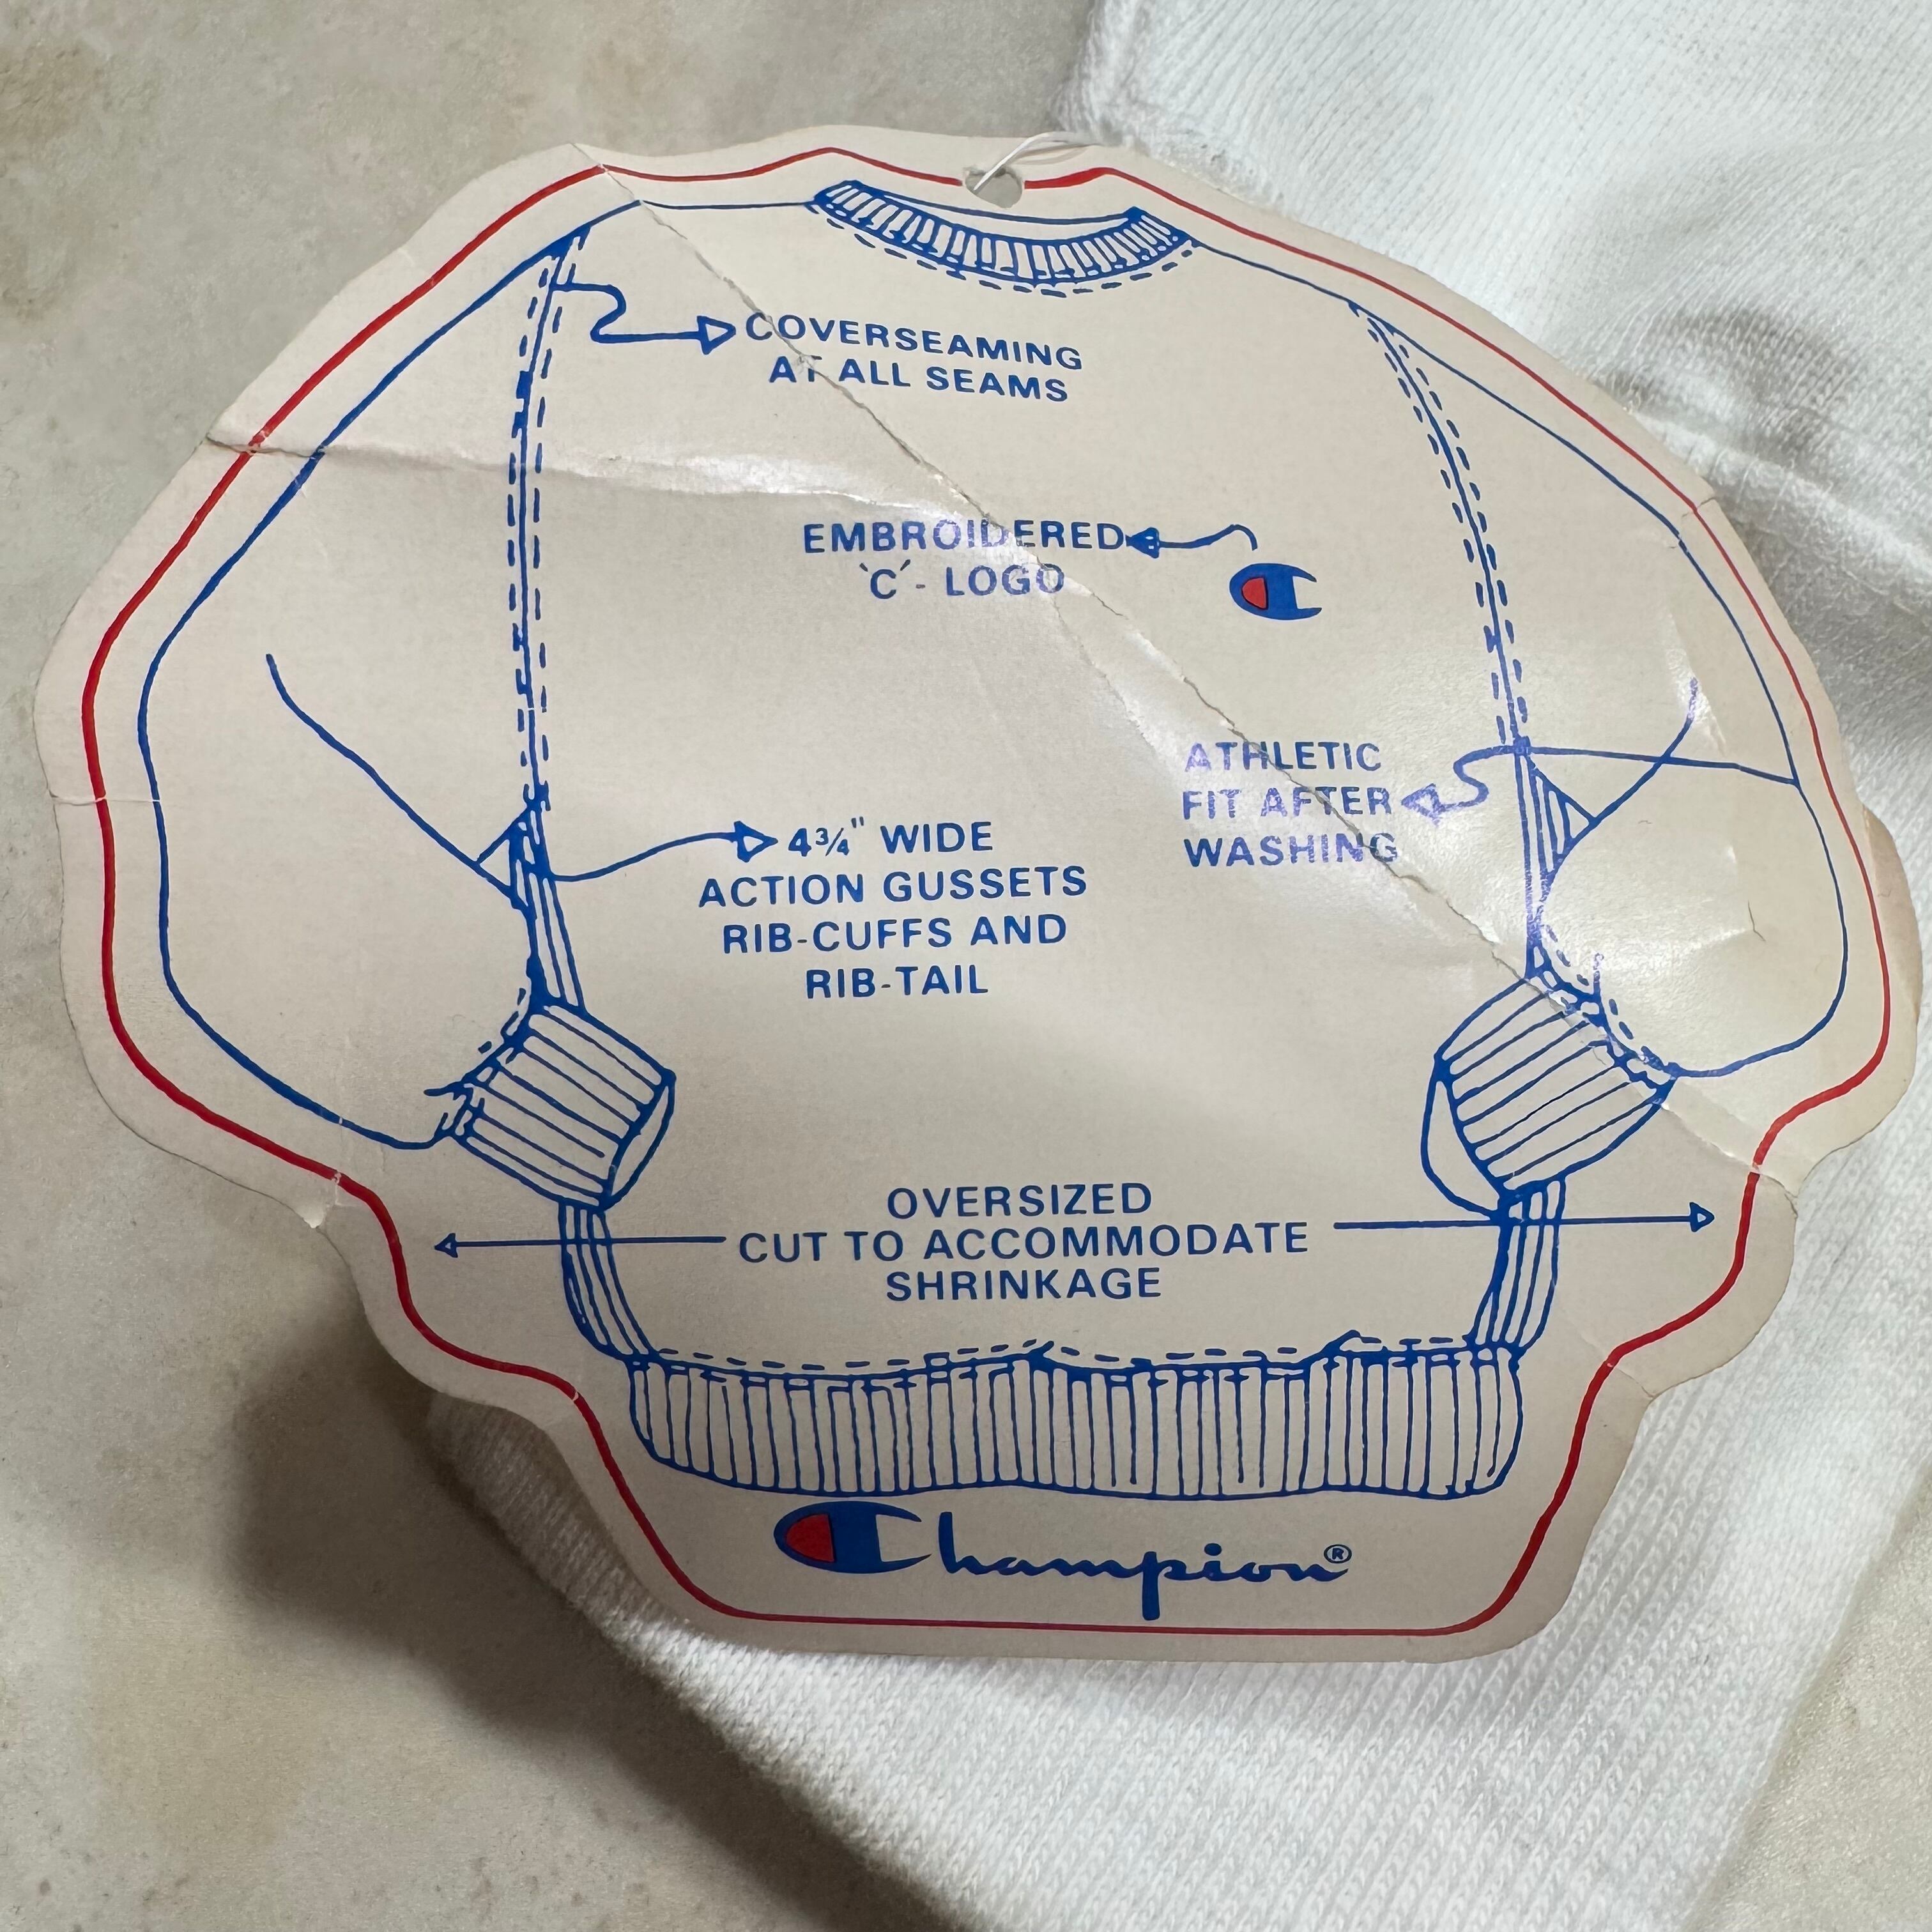 COVERSEAMING
AT ALL SEAMS
EMBROIDERED
'C'- LOGO
ATHLETIC
FIT AFTER
WASHING
4¾" WIDE
ACTION GUSSETS
RIB-CUFFS AND
RIB-TAIL
OVERSIZED
CUT TO ACCOMMODATE
SHRINKAGE
Champion®